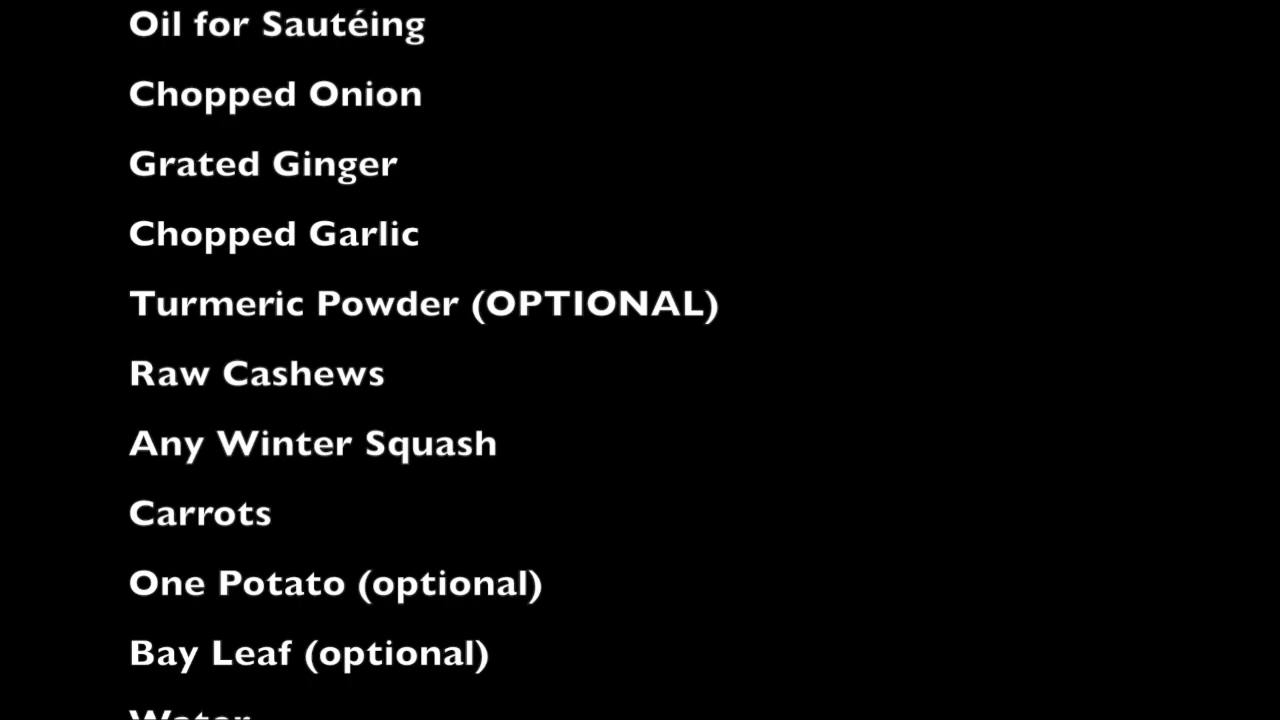 Oil for Sautéing
Chopped Onion
Grated Ginger
Chopped Garlic
Turmeric Powder (OPTIONAL)
Raw Cashews
Any Winter Squash
Carrots
One Potato (optional)
Bay Leaf (optional)
Water